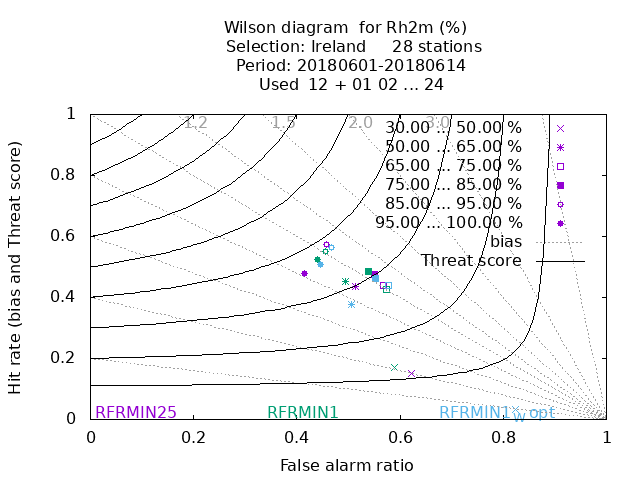 Wilson diagram  for Rh2m (%)
Selection: Ireland     28 stations
Period: 20180601-20180614
Used  12 + 01 02 ... 24
Hit rate (bias and Threat score)
1
0.8
0.6
0.4
0.2
0
1.2
1.5
2.0
3.0
30.00 ... 50.00 %
50.00 ... 65.00 %
65.00 ... 75.00 %
75.00 ... 85.00 %
85.00 ... 95.00 %
95.00 ... 100.00 %
bias
Threat score
RFRMIN25
RFRMIN1
opt
0
0.2
0.4
0.6
0.8
1
False alarm ratio